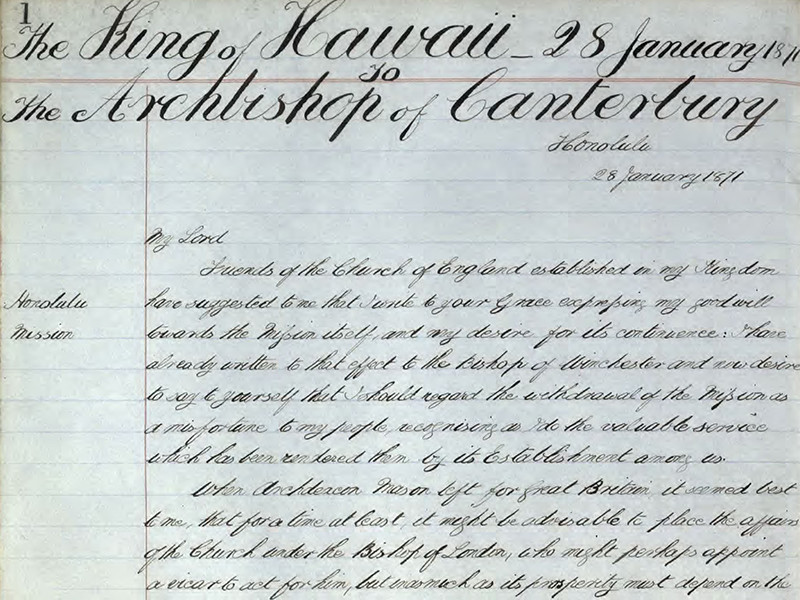 1
The King of Hawaii – 28 January 1871
To
The Archbishop of Canterbury
Honolulu
28 January 1871
My Lord
Friends of the Church of England established in my Kingdom
Honolulu have suggested to me that I write to your Grace expressing my good will
Mission towards the Mission itself, and my desire for its continuence: I have
already written to that effect to the Bishop of Winchester and now desire
to say to yourself that I should regard the withdrawal of the Mission as
a misfortune to my people, recognising as I do the valuable service
which has been rendered them by its Establishment among us.
When Archdeacon Mason left for Great Britain, it seemed best
to me, that for a time at least, it might be advisable to place the affairs
of the Church under the Bishop of London, who might perhaps appoint
a vicar to act for him, but inasmuch as its prosperity must depend on the